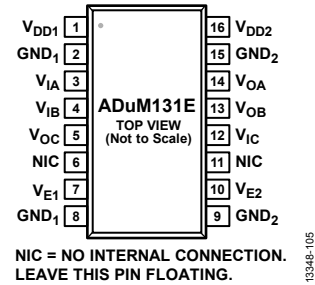 VDD1 1 16 VDD2
GND1 2 15 GND2
VIA 3 14 VOA
VIB 4 ADuM131E 13 VOB
TOP VIEW
(Not to Scale)
VOC 5 12 VIC
NIC 6 11 NIC
VE1 7 10 VE2
GND1 8 9 GND2
NIC = NO INTERNAL CONNECTION.
LEAVE THIS PIN FLOATING.
13348-105